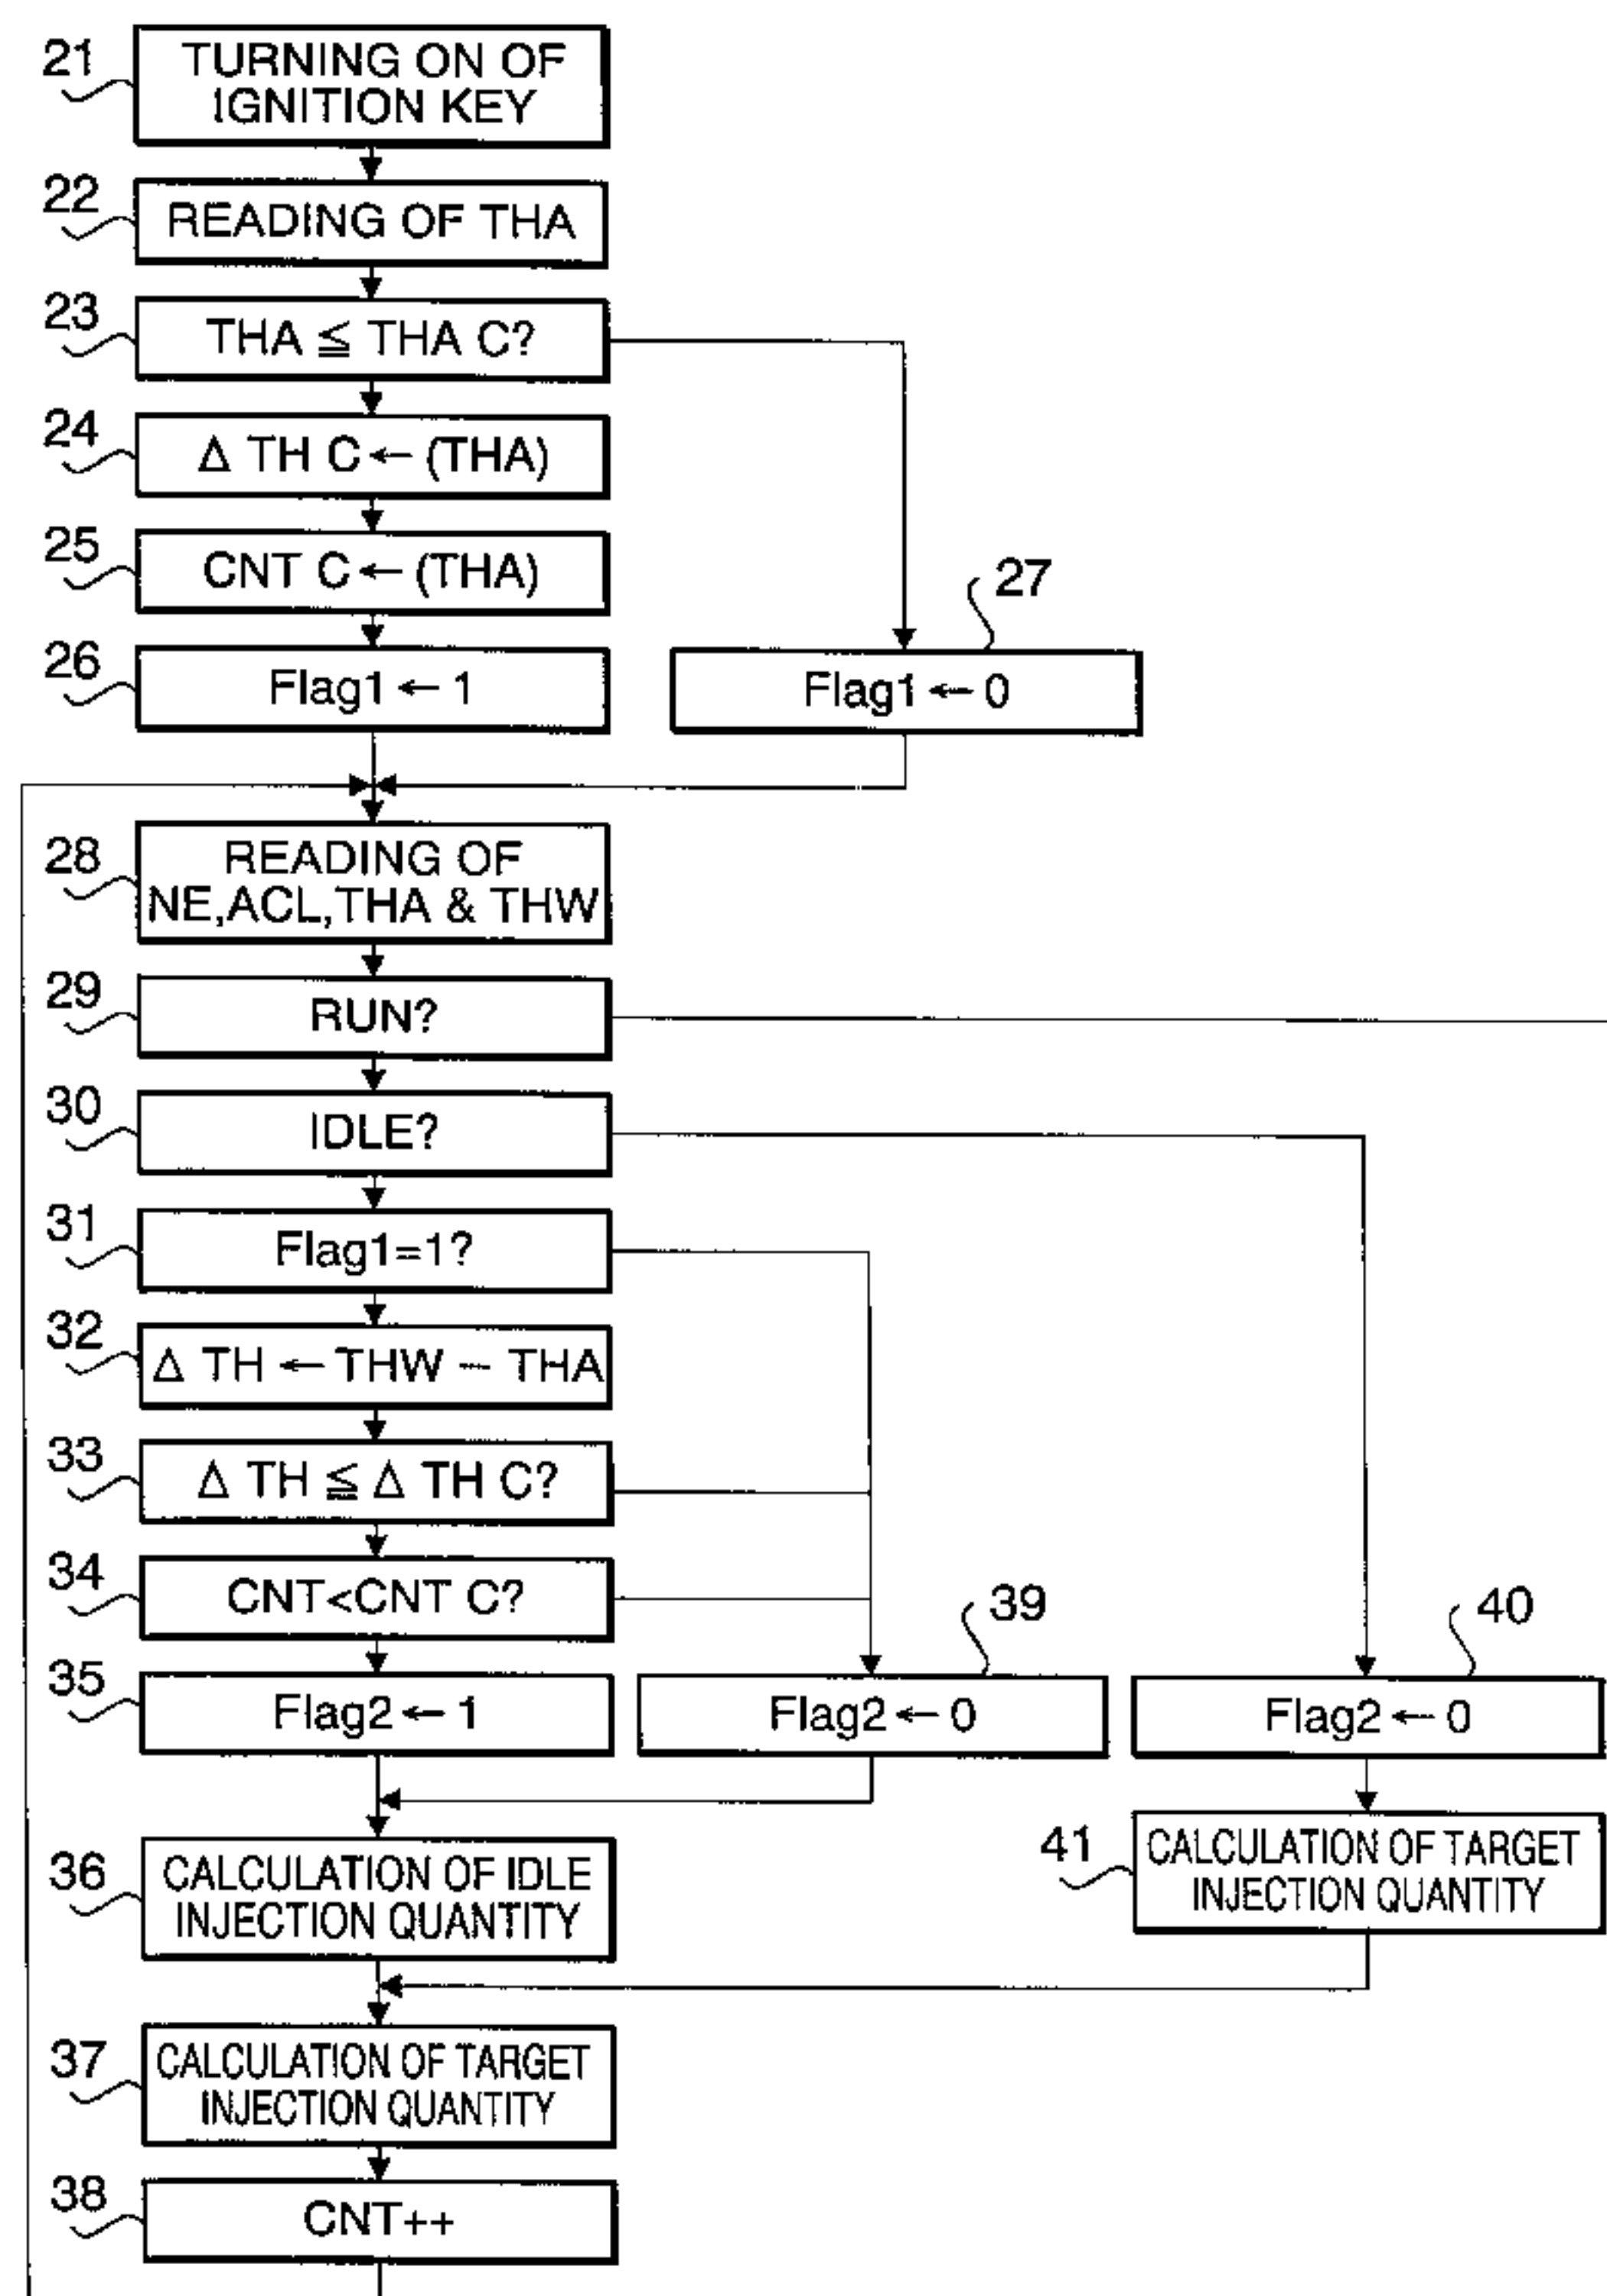 21
TURNING ON OF
IGNITION KEY
22
READING OF THA
23
THA ≦ THA C?
24
Δ TH C ← (THA)
25
CNT C ← (THA)
26
Flag1 ← 1
27
Flag1 ← 0
28
READING OF
NE,ACL,THA & THW
29
RUN?
30
IDLE?
31
Flag1=1?
32
Δ TH ← THW − THA
33
Δ TH ≦ Δ TH C?
34
CNT<CNT C?
35
Flag2 ← 1
39
Flag2 ← 0
40
Flag2 ← 0
36
CALCULATION OF IDLE
INJECTION QUANTITY
41
CALCULATION OF TARGET
INJECTION QUANTITY
37
CALCULATION OF TARGET
INJECTION QUANTITY
38
CNT++